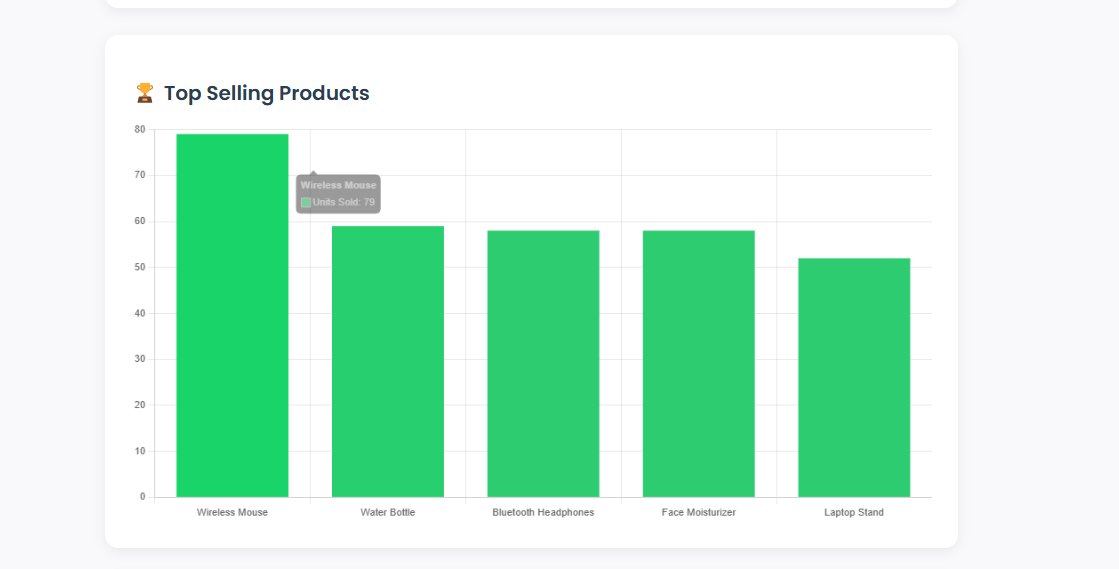 🏆 Top Selling Products
80
70
60
50
40
30
20
10
0
Wireless Mouse
Units Sold: 79
Wireless Mouse
Water Bottle
Bluetooth Headphones
Face Moisturizer
Laptop Stand